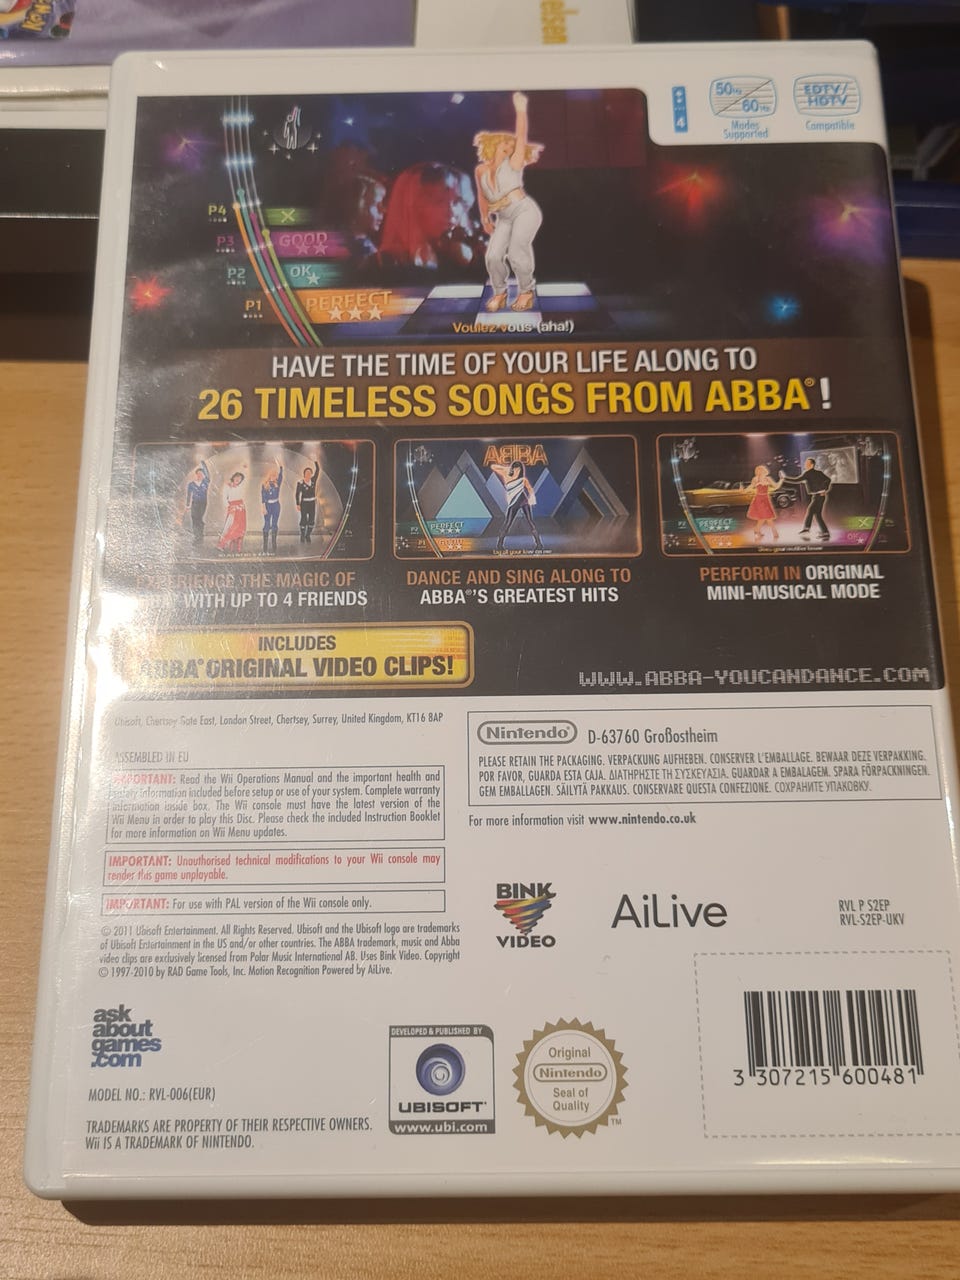 elsen
4
50Hz
60Hz
Modes
Supported
EDTV/
HDTV
Compatible
P4
P3 GOOD
P2 OK
P1 PERFECT
Voulez vous (aha!)
HAVE THE TIME OF YOUR LIFE ALONG TO
26 TIMELESS SONGS FROM ABBA®!
ABBA
P2 PERFECT
P1
P2 PERFECT
P1
OK
EXPERIENCE THE MAGIC OF
WITH UP TO 4 FRIENDS
DANCE AND SING ALONG TO
ABBA®'S GREATEST HITS
PERFORM IN ORIGINAL
MINI-MUSICAL MODE
INCLUDES
ABBA® ORIGINAL VIDEO CLIPS!
WWW.ABBA-YOUCANDANCE.COM
Ubisoft, Chertsey Gate East, London Street, Chertsey, Surrey, United Kingdom, KT16 8AP
ASSEMBLED IN EU
IMPORTANT: Read the Wii Operations Manual and the important health and
safety information included before setup or use of your system. Complete warranty
information inside box. The Wii console must have the latest version of the
Wii Menu in order to play this Disc. Please check the included Instruction Booklet
for more information on Wii Menu updates.
IMPORTANT: Unauthorised technical modifications to your Wii console may
render this game unplayable.
IMPORTANT: For use with PAL version of the Wii console only.
© 2011 Ubisoft Entertainment. All Rights Reserved. Ubisoft and the Ubisoft logo are trademarks
of Ubisoft Entertainment in the US and/or other countries. The ABBA trademark, music and Abba
video clips are exclusively licensed from Polar Music International AB. Uses Bink Video. Copyright
© 1997-2010 by RAD Game Tools, Inc. Motion Recognition Powered by AiLive.
Nintendo® D-63760 Großostheim
PLEASE RETAIN THE PACKAGING. VERPACKUNG AUFHEBEN. CONSERVER L'EMBALLAGE. BEWAAR DEZE VERPAKKING.
POR FAVOR, GUARDA ESTA CAJA. ΔΙΑΤΗΡΗΣΤΕ ΤΗ ΣΥΣΚΕΥΑΣΙΑ. GUARDAR A EMBALAGEM. SPARA FÖRPACKNINGEN.
GEM EMBALLAGEN. SÄILYTÄ PAKKAUS. CONSERVARE QUESTA CONFEZIONE. СОХРАНИТЕ УПАКОВКУ.
For more information visit www.nintendo.co.uk
BINK
VIDEO
AiLive
RVL P S2EP
RVL-S2EP-UKV
ask
about
games
.com
MODEL NO.: RVL-006(EUR)
TRADEMARKS ARE PROPERTY OF THEIR RESPECTIVE OWNERS.
Wii IS A TRADEMARK OF NINTENDO.
DEVELOPED & PUBLISHED BY
UBISOFT®
www.ubi.com
Original
Nintendo
Seal of
Quality
TM
3 307215 600481